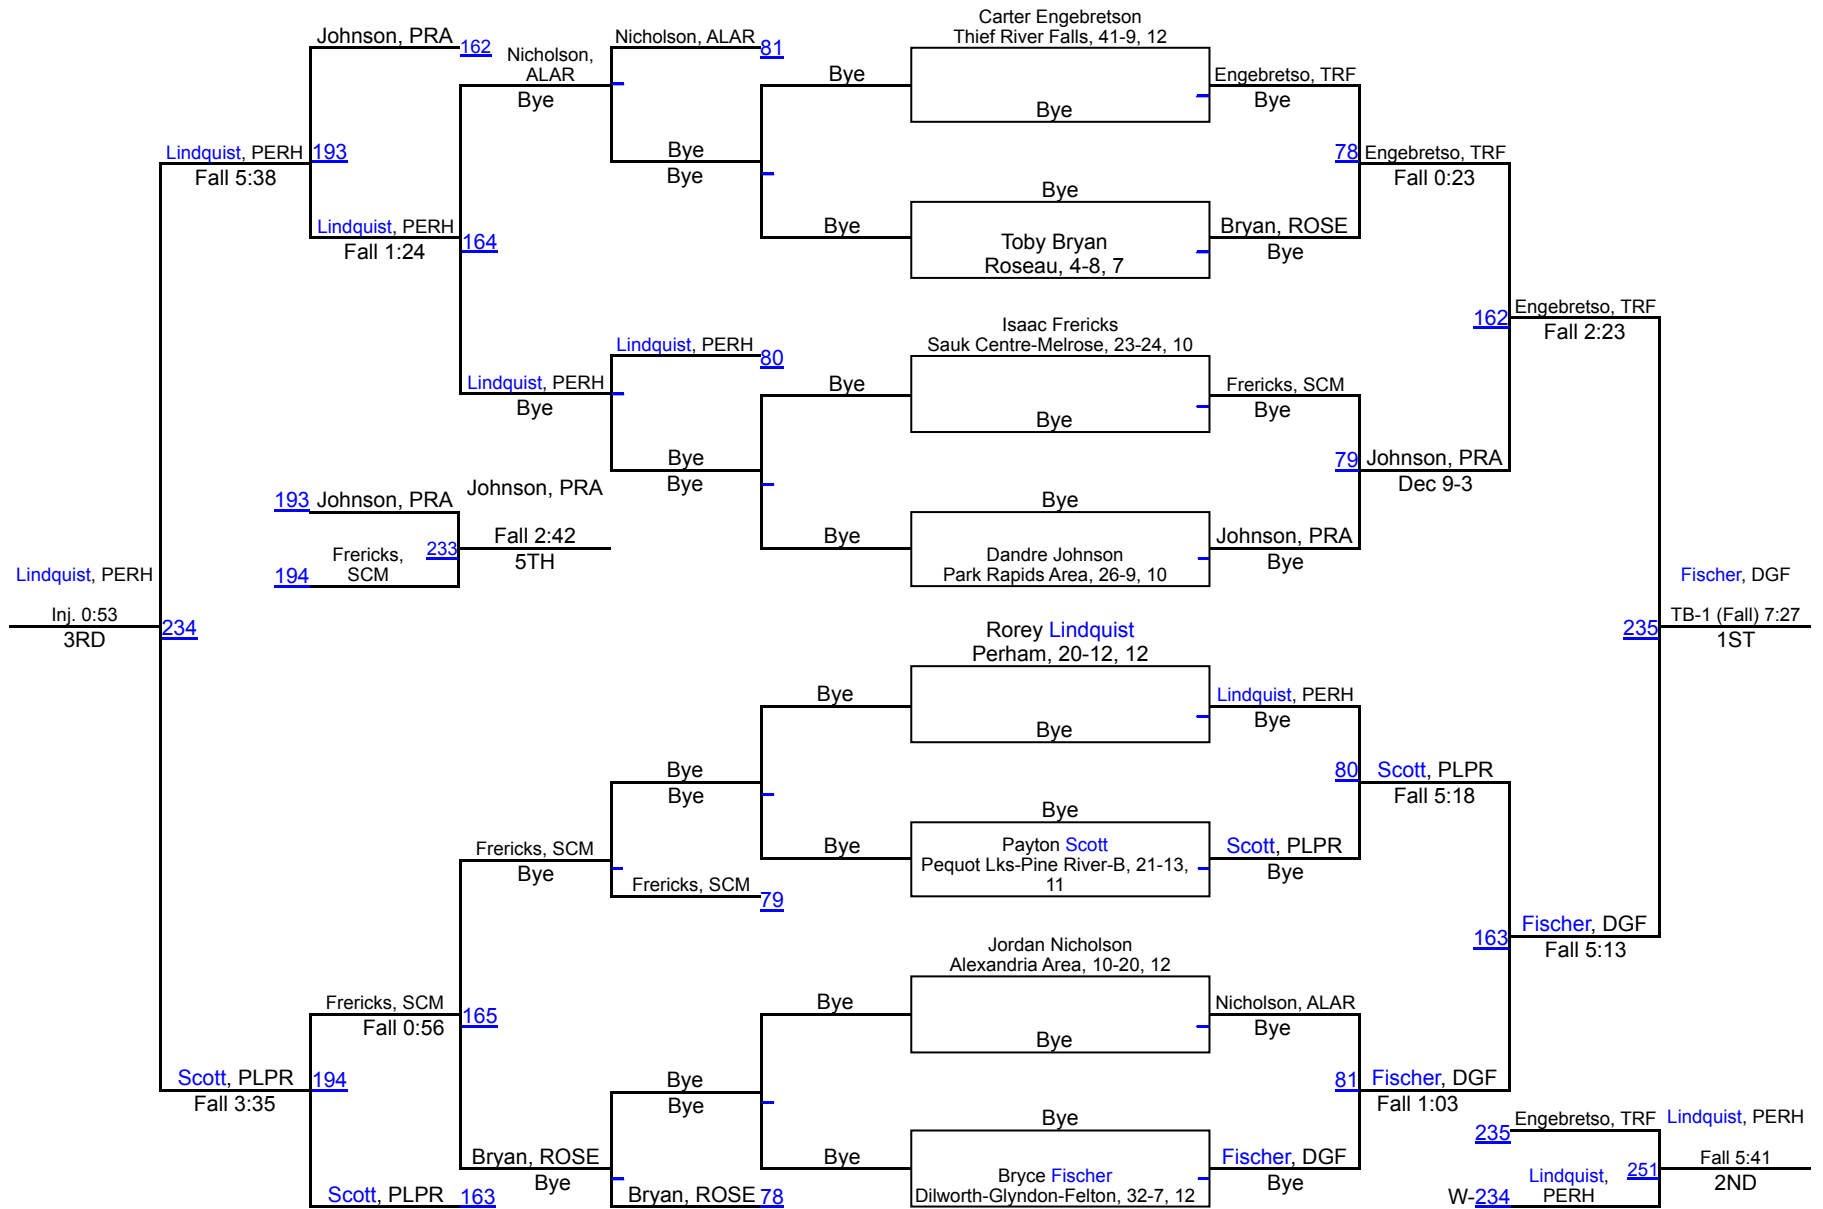 Carter Engebretson
Thief River Falls, 41-9, 12
Johnson, PRA
162
Nicholson,
ALAR
Bye
Nicholson, ALAR
81
Bye
Bye
Engebretso, TRF
Bye
Lindquist, PERH
193
Fall 5:38
Bye
Bye
78
Engebretso, TRF
Fall 0:23
Bye
Lindquist, PERH
164
Fall 1:24
Bye
Toby Bryan
Roseau, 4-8, 7
Bryan, ROSE
Bye
162
Engebretso, TRF
Fall 2:23
Isaac Frericks
Sauk Centre-Melrose, 23-24, 10
Lindquist, PERH
80
Lindquist, PERH
Bye
Bye
Bye
Frericks, SCM
Bye
Bye
Bye
79
Johnson, PRA
Dec 9-3
193
Johnson, PRA
Johnson, PRA
Bye
Frericks,
SCM
194
233
Fall 2:42
5TH
Bye
Dandre Johnson
Park Rapids Area, 26-9, 10
Johnson, PRA
Bye
Lindquist, PERH
Inj. 0:53
3RD
234
Fischer, DGF
235
TB-1 (Fall) 7:27
1ST
Rorey Lindquist
Perham, 20-12, 12
Bye
Bye
Lindquist, PERH
Bye
Bye
Bye
80
Scott, PLPR
Fall 5:18
Bye
Frericks, SCM
Bye
Bye
Payton Scott
Pequot Lks-Pine River-B, 21-13,
11
Scott, PLPR
Bye
Frericks, SCM
79
163
Fischer, DGF
Fall 5:13
Jordan Nicholson
Alexandria Area, 10-20, 12
Frericks, SCM
165
Fall 0:56
Bye
Bye
Nicholson, ALAR
Bye
Scott, PLPR
194
Fall 3:35
Bye
Bye
81
Fischer, DGF
Fall 1:03
Bye
Engebretso, TRF
235
Lindquist, PERH
Bryan, ROSE
Bye
Bye
Bryce Fischer
Dilworth-Glyndon-Felton, 32-7, 12
Fischer, DGF
Bye
Lindquist,
PERH
251
Fall 5:41
2ND
Scott, PLPR
163
Bryan, ROSE
78
W-234